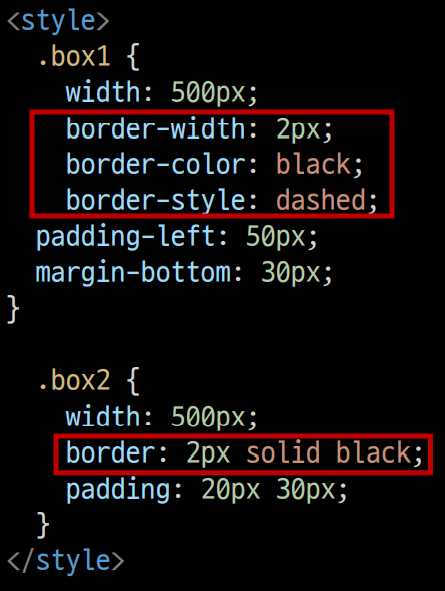 <style>
.box1 {
width: 500px;
border-width: 2px;
border-color: black;
border-style: dashed;
padding-left: 50px;
margin-bottom: 30px;
}
.box2 {
width: 500px;
border: 2px solid black;
padding: 20px 30px;
}
</style>